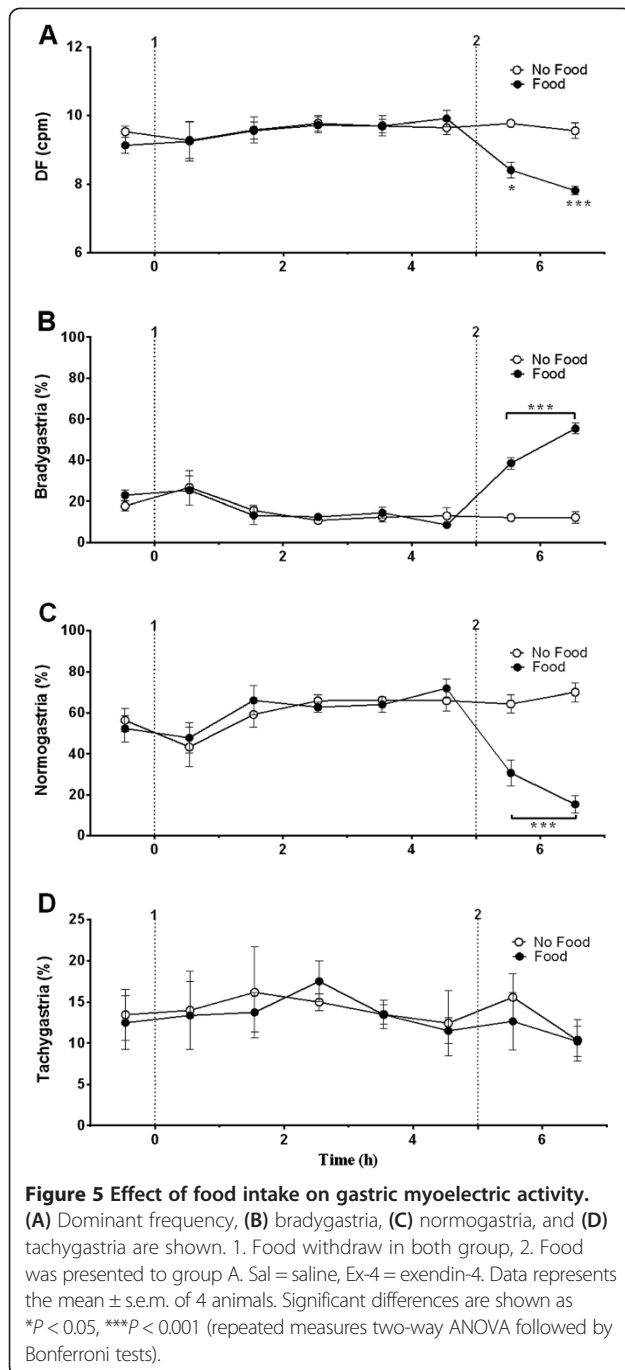 A
1
2
12
10
8
6
DF (cpm)
No Food
Food
*
***
0
2
4
6
B
1
2
100
80
60
40
20
0
Bradygastria (%)
No Food
Food
***
0
2
4
6
C
1
2
100
80
60
40
20
0
Normogastria (%)
No Food
Food
***
0
2
4
6
D
1
2
25
20
15
10
5
0
Tachygastria (%)
No Food
Food
0
2
4
6
Time (h)
Figure 5 Effect of food intake on gastric myoelectric activity.
(A) Dominant frequency, (B) bradygastria, (C) normogastria, and (D)
tachygastria are shown. 1. Food withdraw in both group, 2. Food
was presented to group A. Sal = saline, Ex-4 = exendin-4. Data represents
the mean ± s.e.m. of 4 animals. Significant differences are shown as
*P < 0.05, ***P < 0.001 (repeated measures two-way ANOVA followed by
Bonferroni tests).